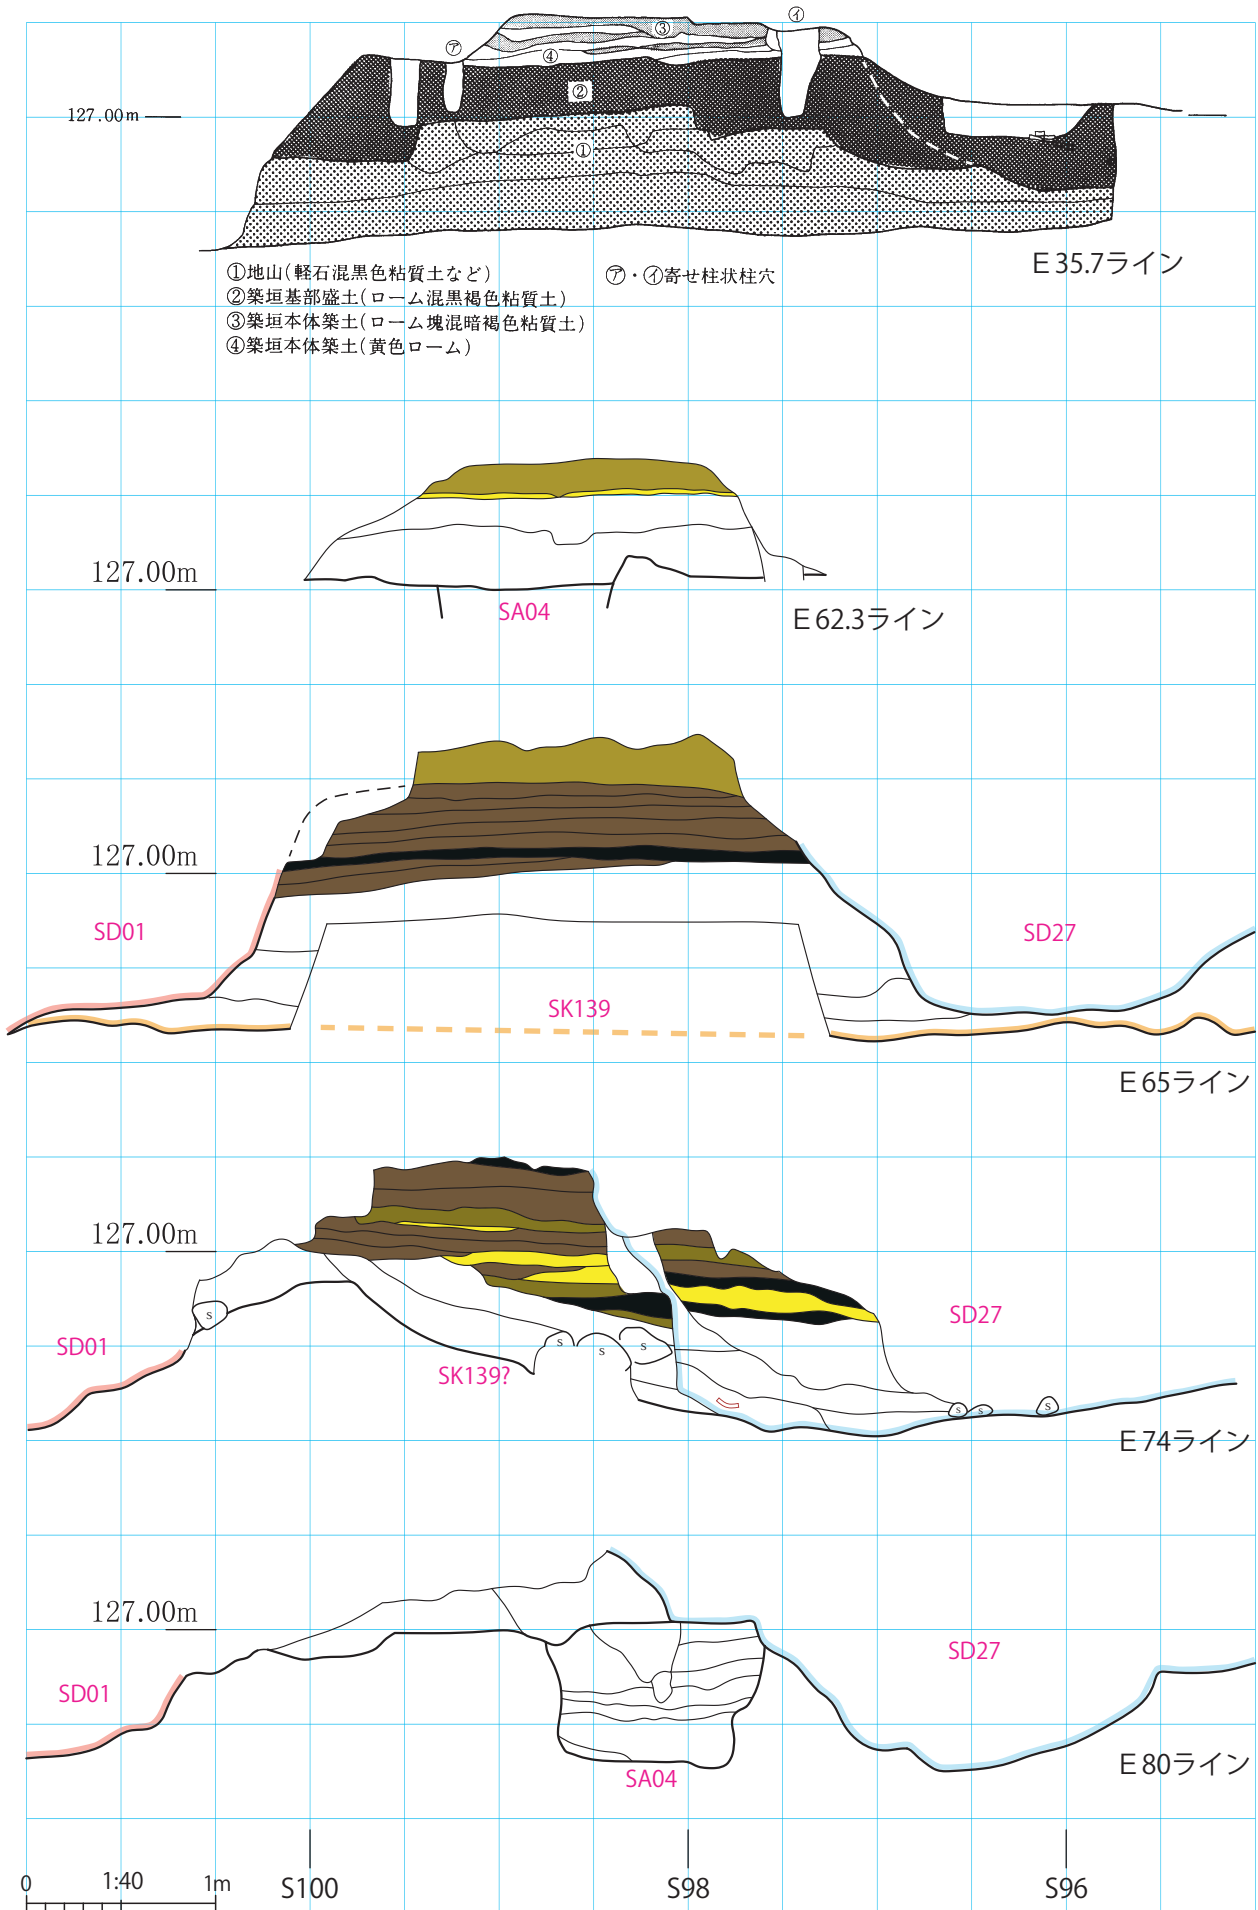 ㋑
㋐
③
④
②
①
127.00m
E35.7ライン
①地山(軽石混黒色粘質土など)
㋐・㋑寄せ柱状柱穴
②築垣基部盛土(ローム混黒褐色粘質土)
③築垣本体築土(ローム塊混暗褐色粘質土)
④築垣本体築土(黄色ローム)
127.00m
SA04
E62.3ライン
127.00m
SD01
SD27
SK139
E65ライン
127.00m
S
SD27
SD01
S
S
S
SK139?
S
S
S
E74ライン
127.00m
SD27
SD01
E80ライン
SA04
0
1:40
1m
S100
S98
S96